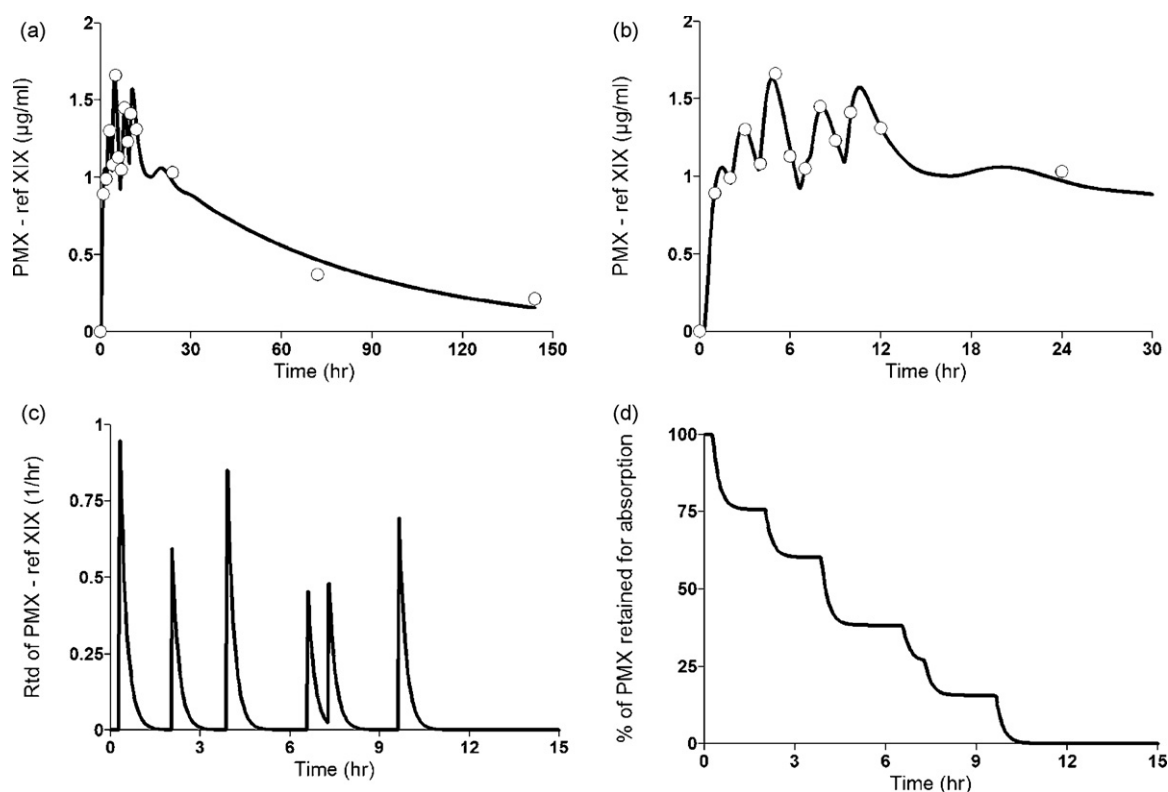 (a)
PMX - ref XIX (µg/ml)
2
1.5
1
0.5
0
0 30 60 90 120 150
Time (hr)
(b)
PMX - ref XIX (µg/ml)
2
1.5
1
0.5
0
0 6 12 18 24 30
Time (hr)
(c)
Rtd of PMX - ref XIX (1/hr)
1
0.75
0.5
0.25
0
0 3 6 9 12 15
Time (hr)
(d)
% of PMX retained for absorption
100
75
50
25
0
0 3 6 9 12 15
Time (hr)